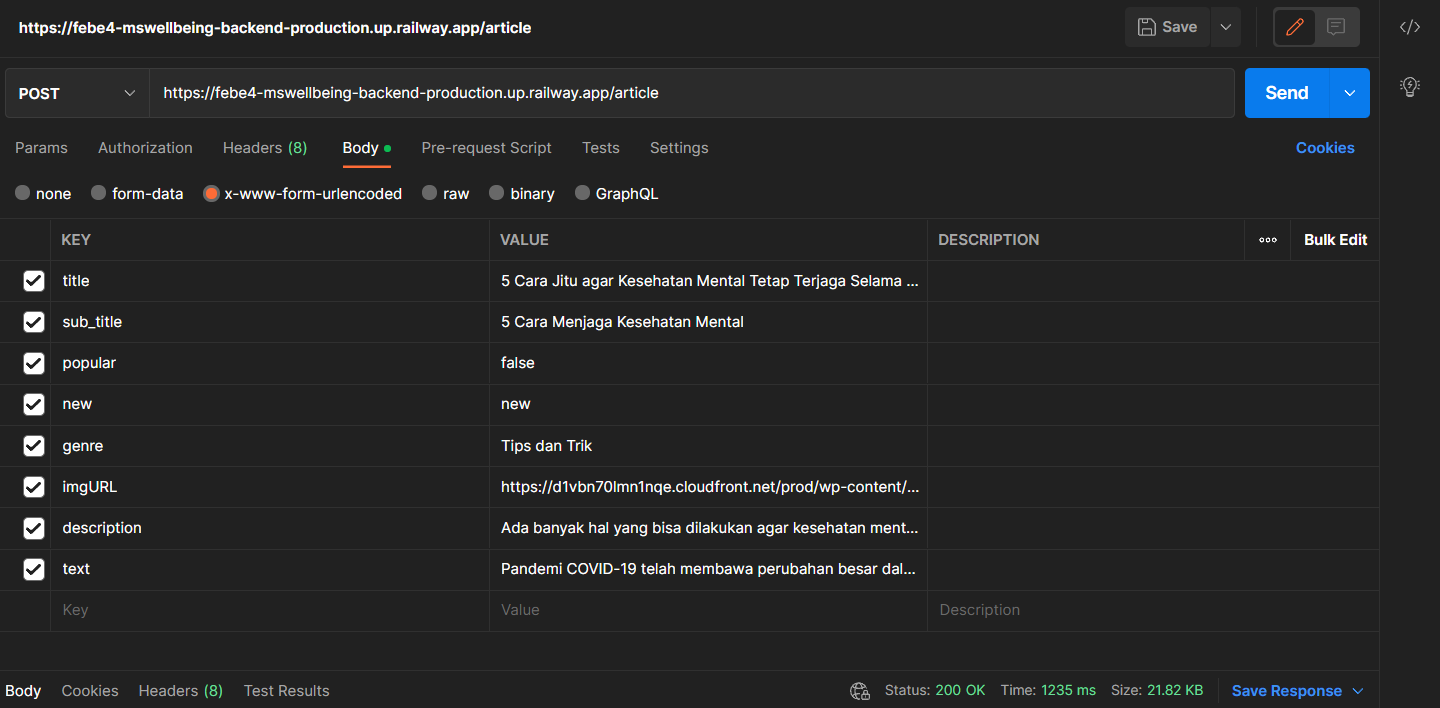 https://febe4-mswellbeing-backend-production.up.railway.app/article
Save
POST https://febe4-mswellbeing-backend-production.up.railway.app/article Send
Params Authorization Headers (8) Body Pre-request Script Tests Settings Cookies
none form-data x-www-form-urlencoded raw binary GraphQL
KEY VALUE DESCRIPTION Bulk Edit
title 5 Cara Jitu agar Kesehatan Mental Tetap Terjaga Selama ...
sub_title 5 Cara Menjaga Kesehatan Mental
popular false
new new
genre Tips dan Trik
imgURL https://d1vbn70lmn1nqe.cloudfront.net/prod/wp-content/...
description Ada banyak hal yang bisa dilakukan agar kesehatan ment...
text Pandemi COVID-19 telah membawa perubahan besar dal...
Key Value Description
Body Cookies Headers (8) Test Results Status: 200 OK Time: 1235 ms Size: 21.82 KB Save Response